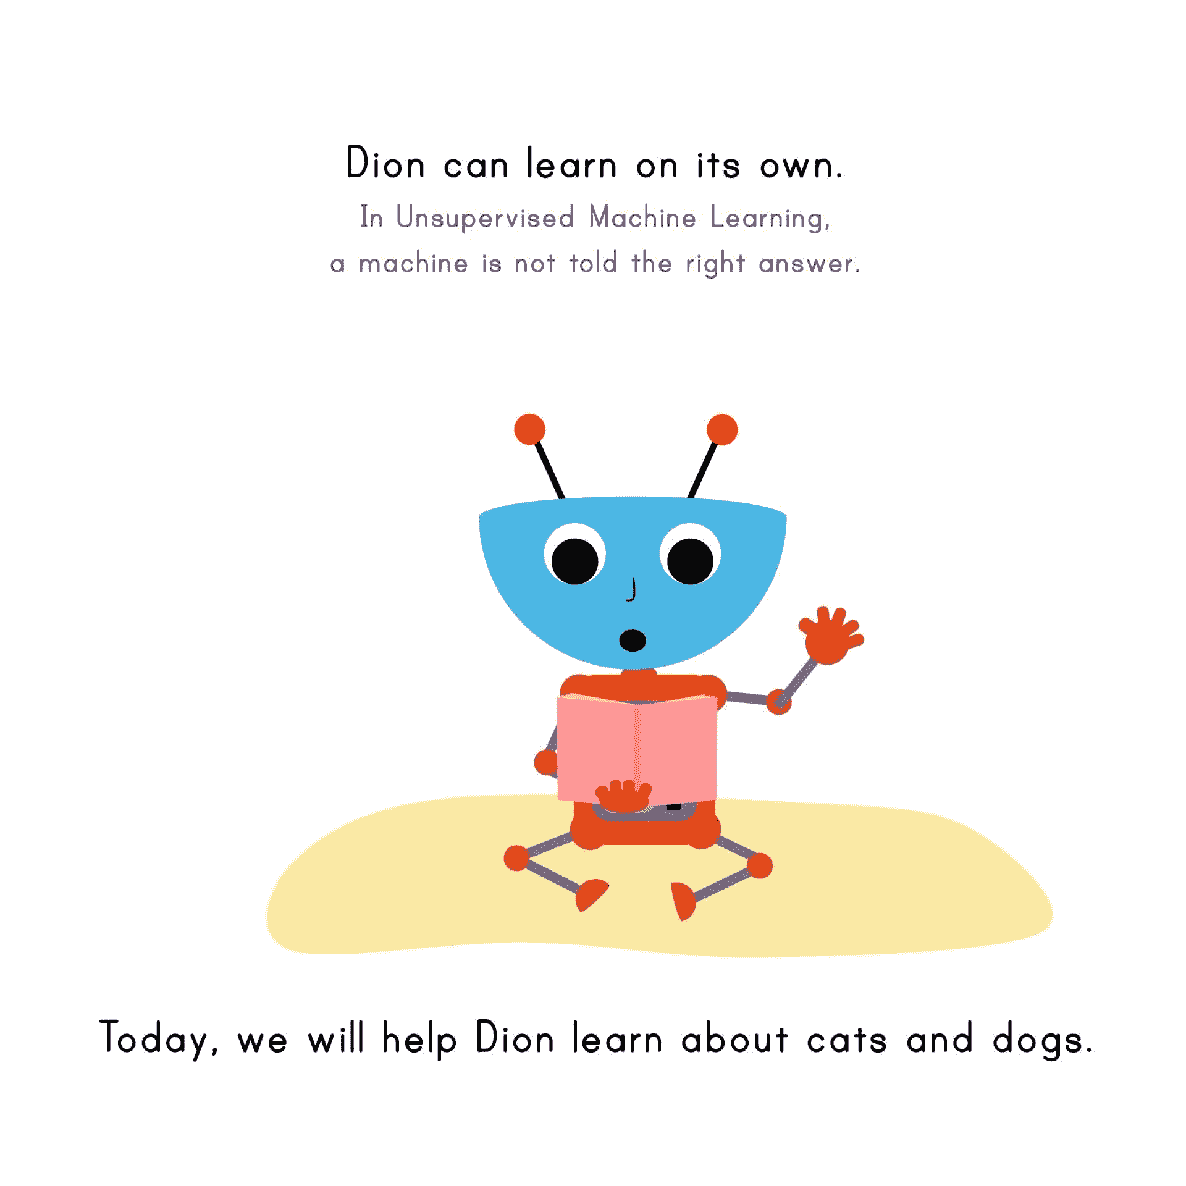 Dion can learn on its own.
In Unsupervised Machine Learning,
a machine is not told the right answer.
Today, we will help Dion learn about cats and dogs.